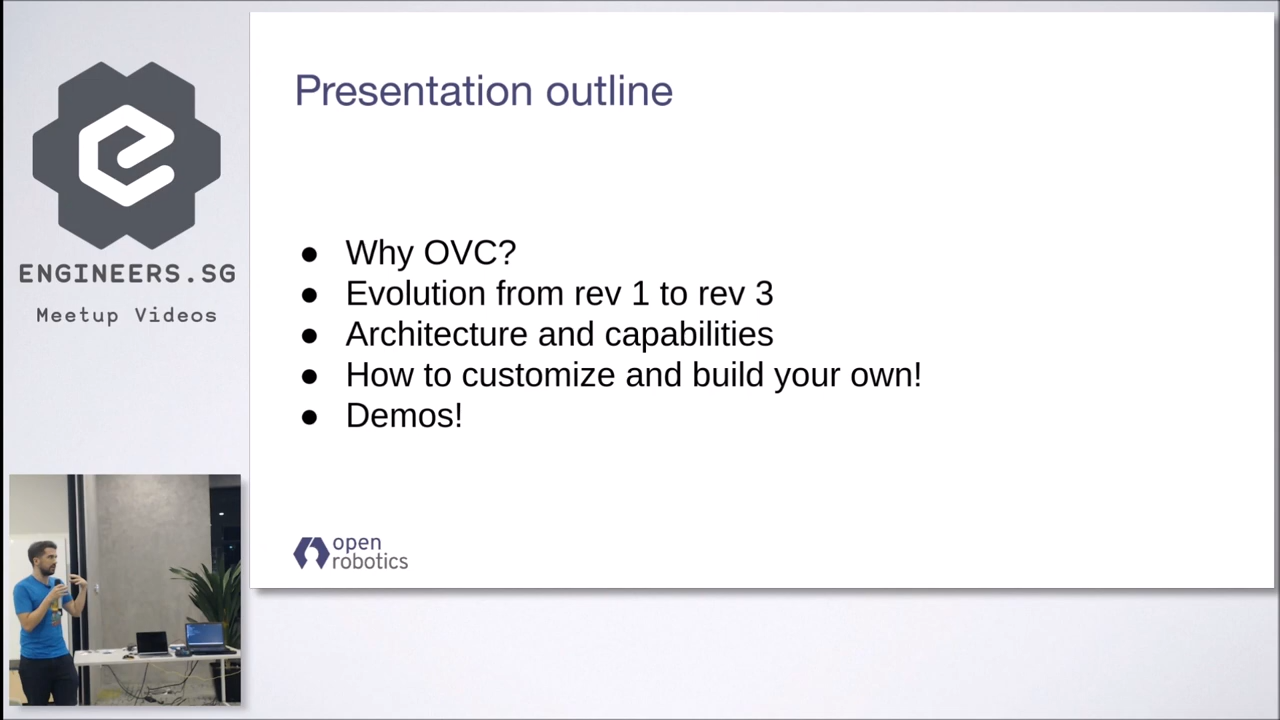 Presentation outline
● Why OVC?
● Evolution from rev 1 to rev 3
● Architecture and capabilities
● How to customize and build your own!
● Demos!
open
robotics
ENGINEERS.SG
Meetup Videos